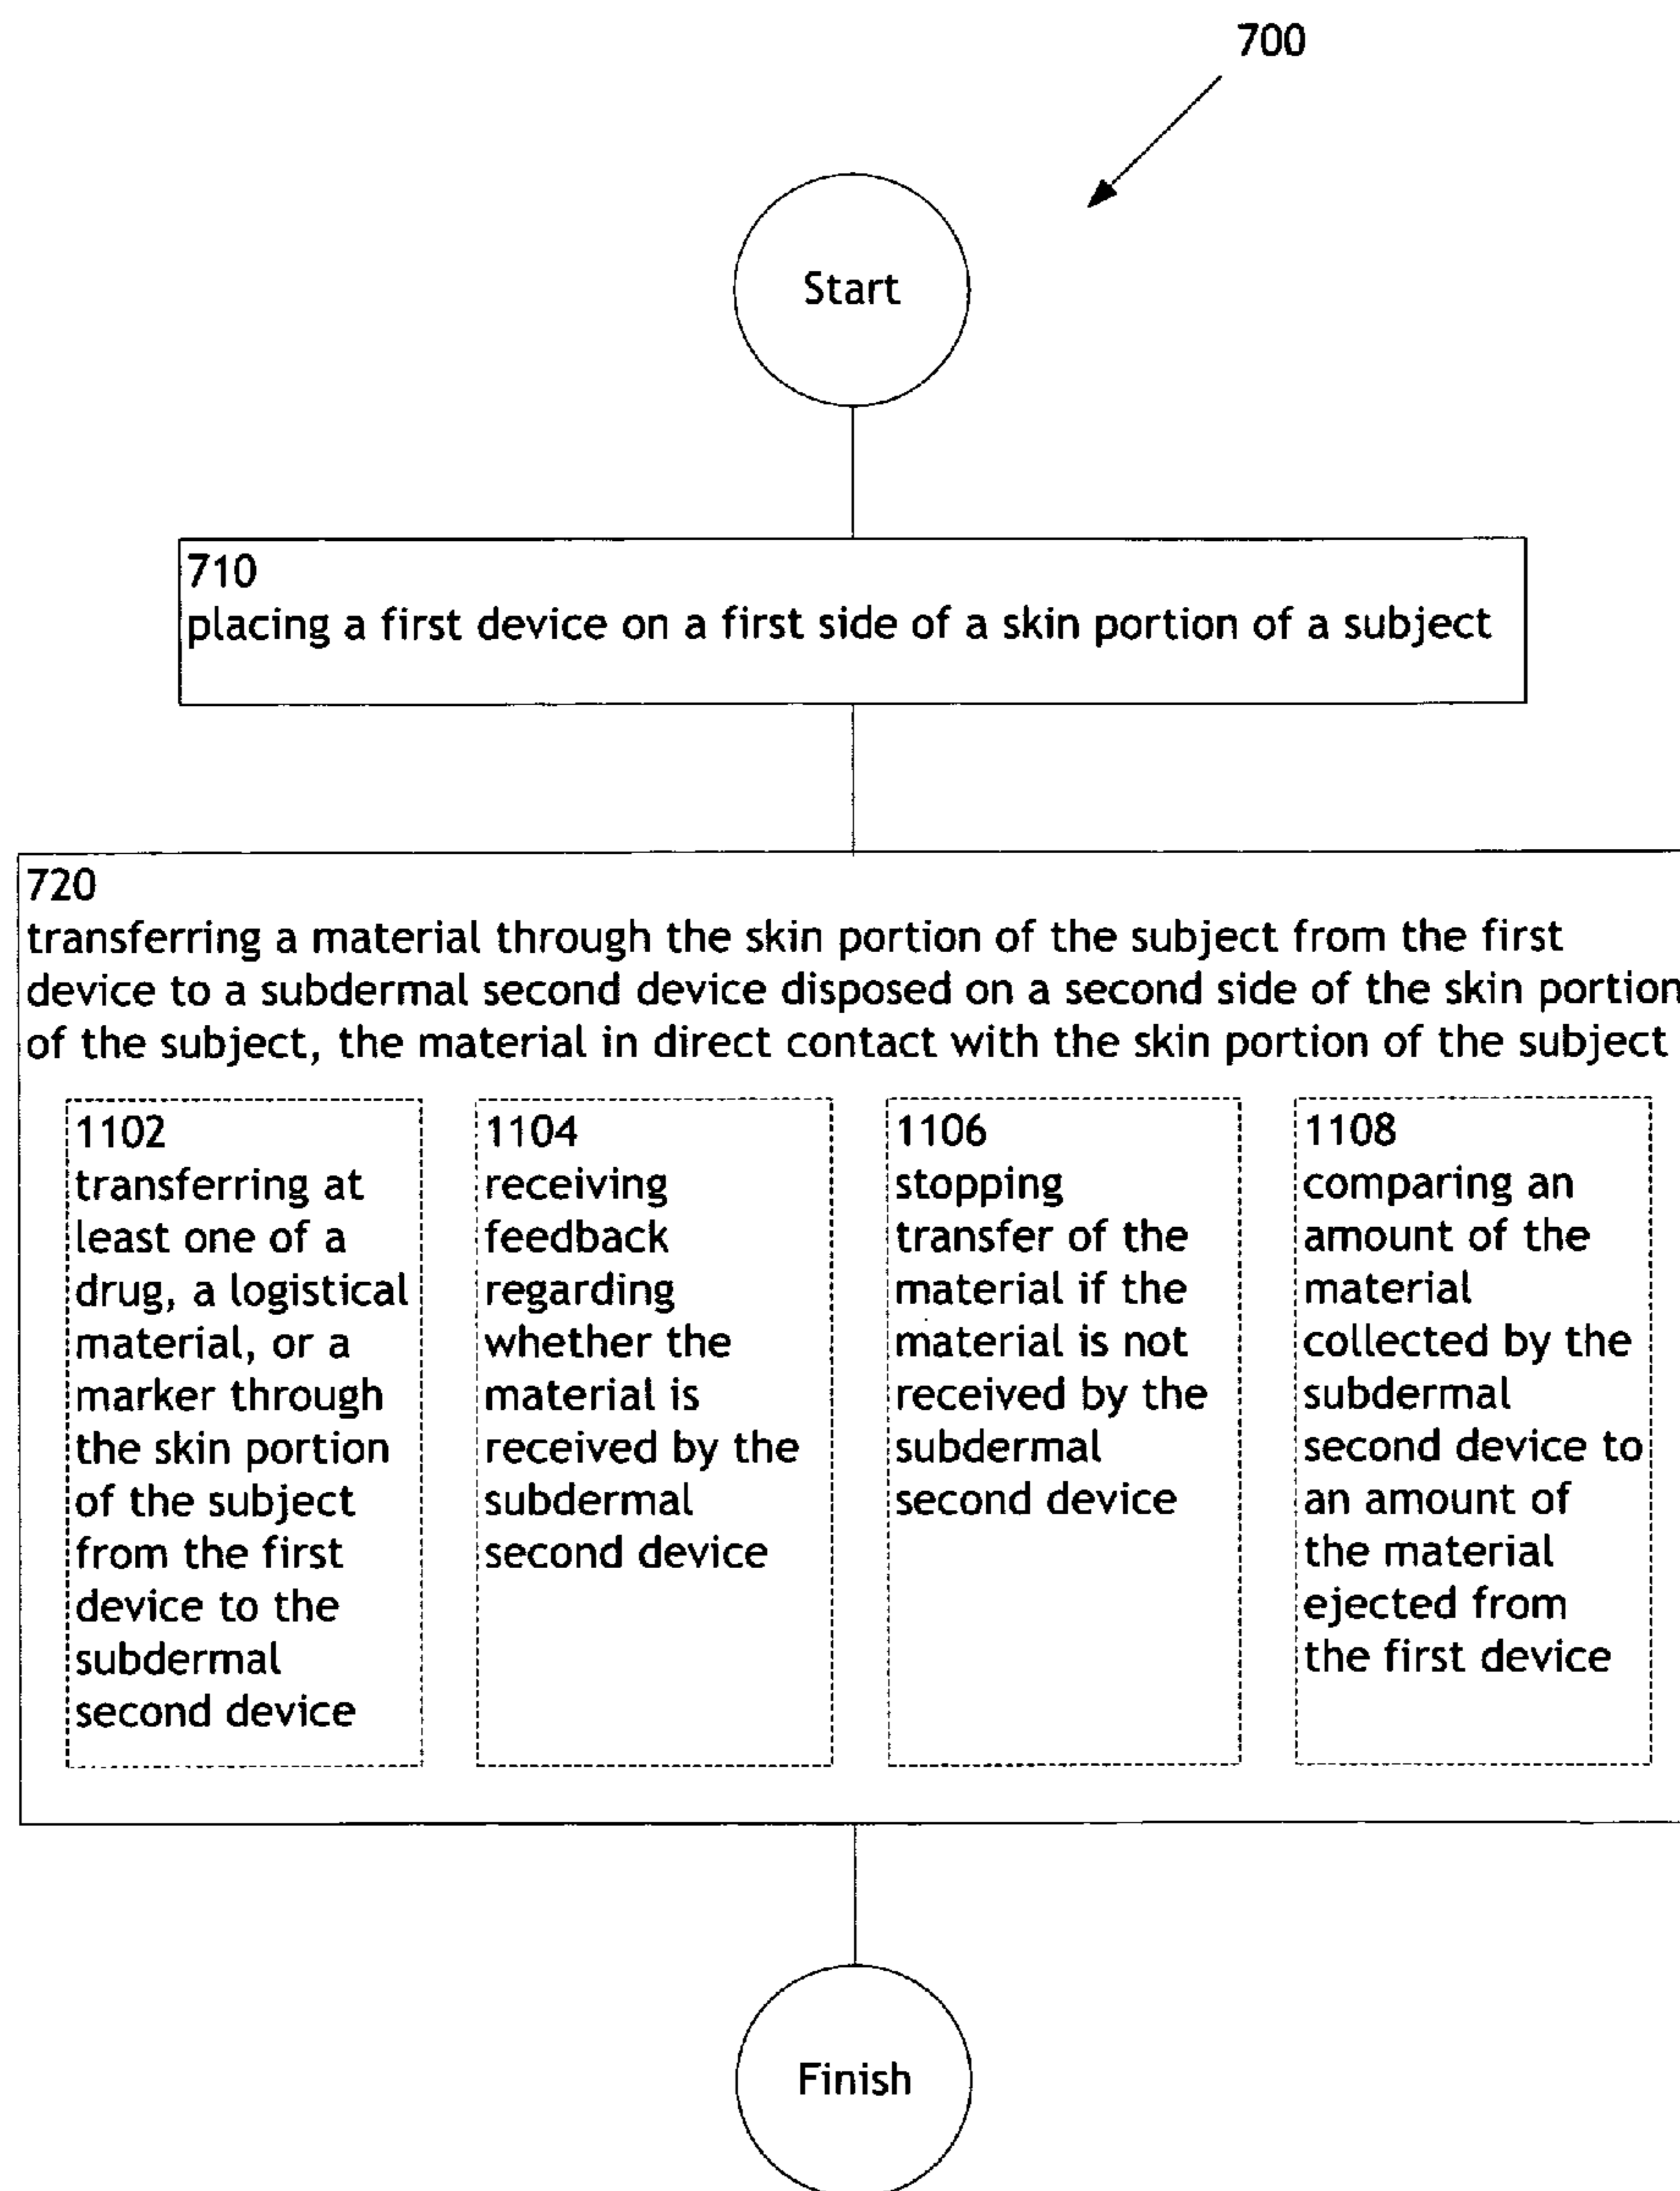 700
Start
710
placing a first device on a first side of a skin portion of a subject
720
transferring a material through the skin portion of the subject from the first
device to a subdermal second device disposed on a second side of the skin portion
of the subject, the material in direct contact with the skin portion of the subject
1102
transferring at
least one of a
drug, a logistical
material, or a
marker through
the skin portion
of the subject
from the first
device to the
subdermal
second device
1104
receiving
feedback
regarding
whether the
material is
received by the
subdermal
second device
1106
stopping
transfer of the
material if the
material is not
received by the
subdermal
second device
1108
comparing an
amount of the
material
collected by the
subdermal
second device to
an amount of
the material
ejected from
the first device
Finish